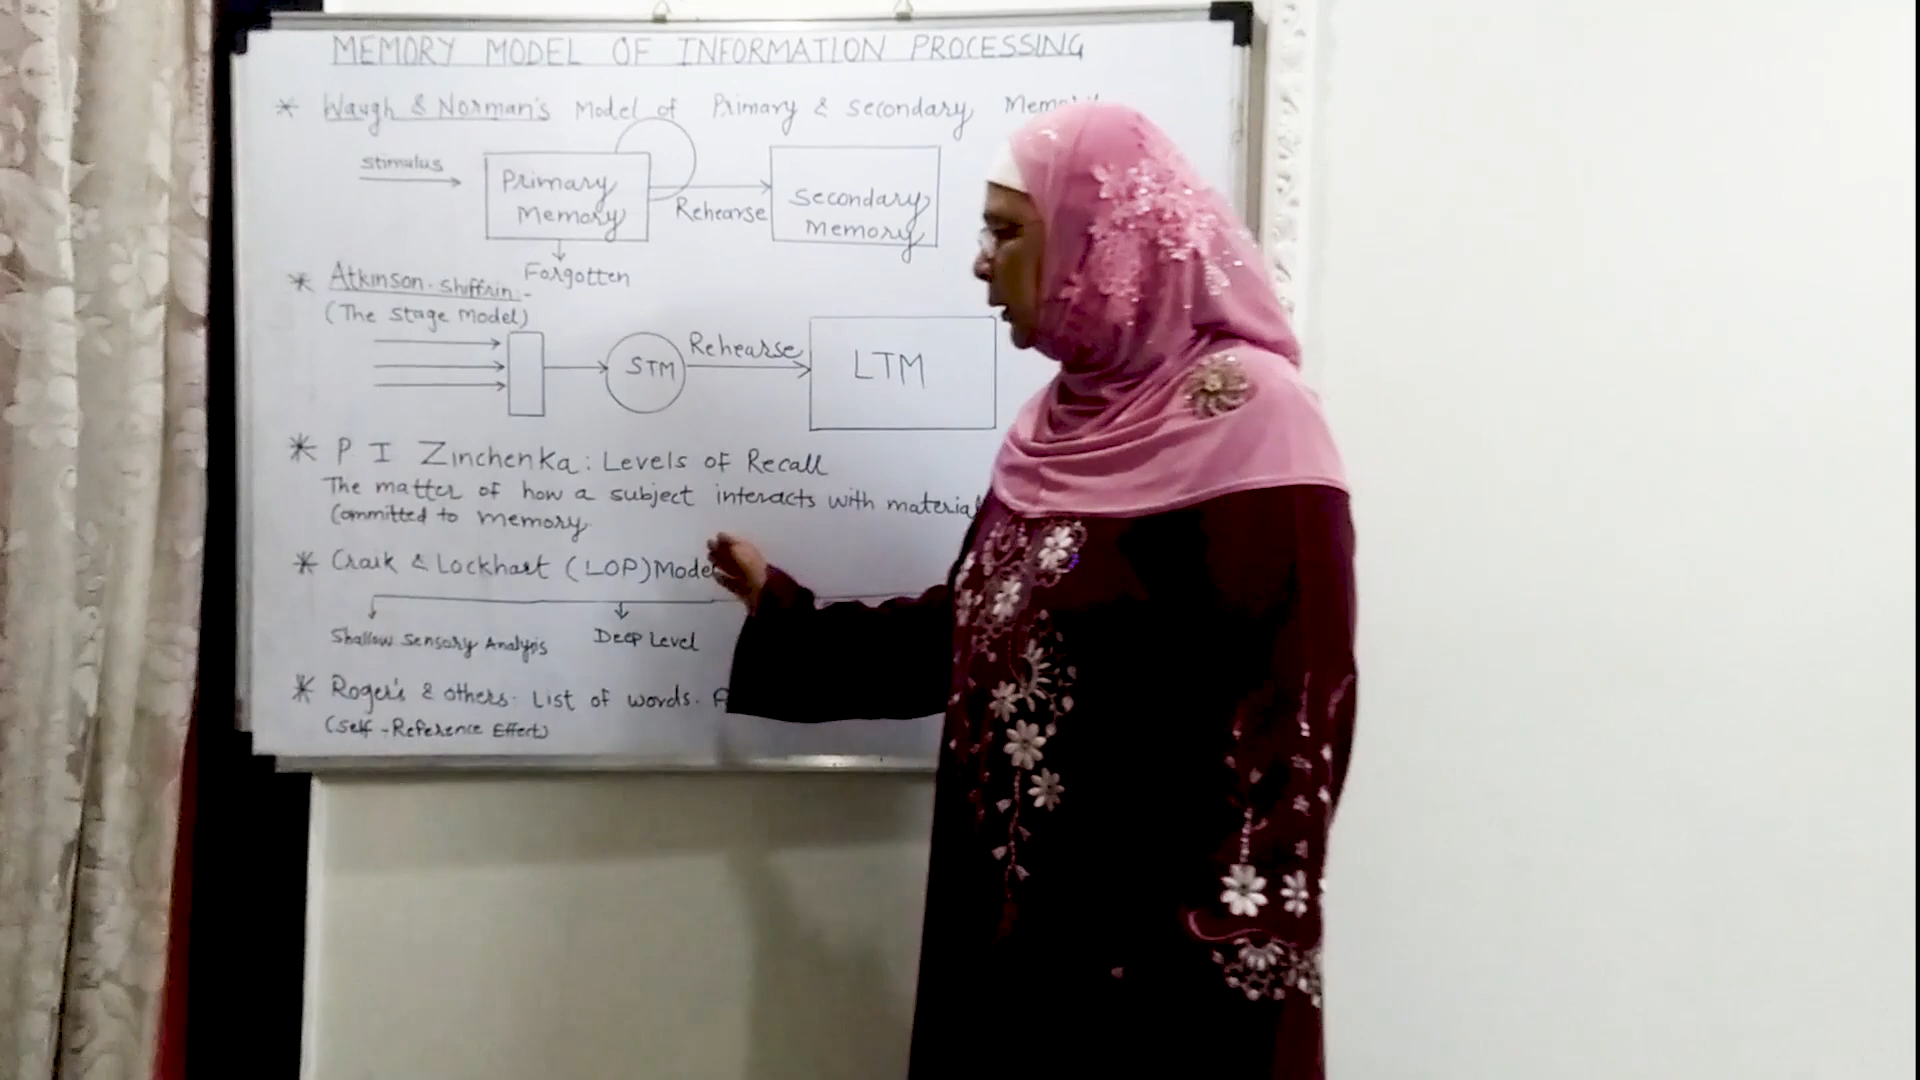 MEMORY MODEL OF INFORMATION PROCESSING
* Waugh & Norman's Model of Primary & Secondary
Stimulus
Primary
Memory
Rehearse
Secondary
Memory
Forgotten
* Atkinson-Shiffrin-
(The Stage Model)
STM
Rehearse
LTM
* P I Zinchenka: Levels of Recall
The matter of how a subject interacts with material
Committed to memory
* Craik & Lockhart (LOP) Model
Shallow Sensory Analysis
Deep Level
* Roger's & others. List of words.
(Self-Reference Effect)